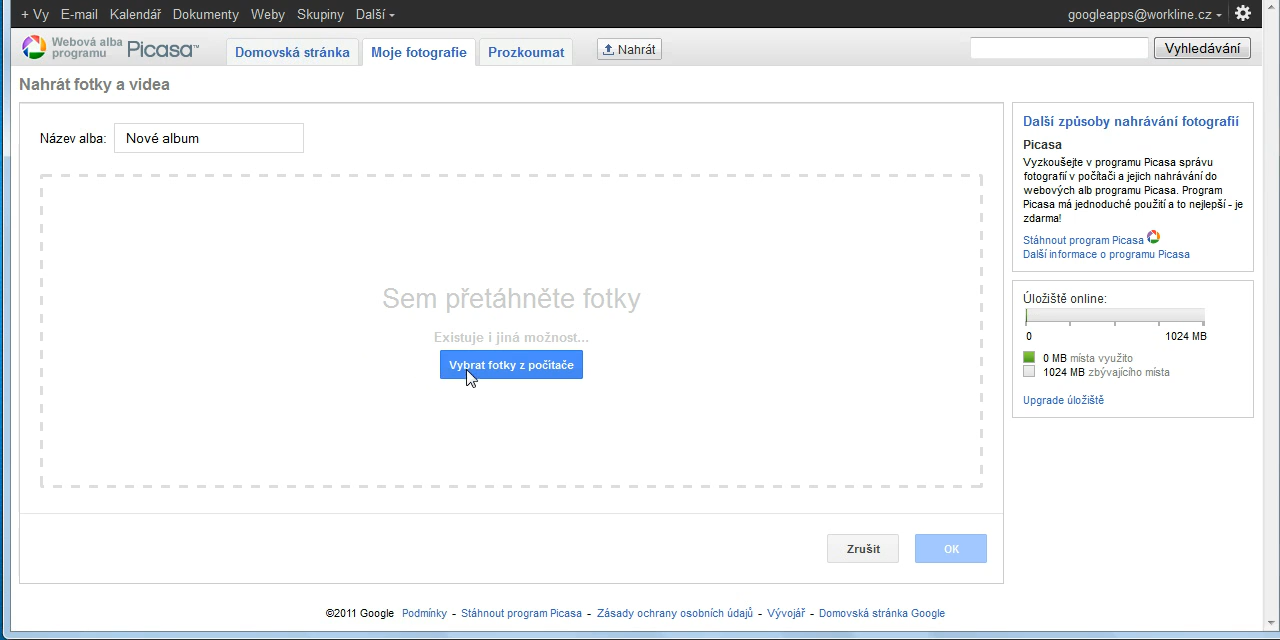 + Vy E-mail Kalendář Dokumenty Weby Skupiny Další
googleapps@workline.cz
Webová alba programu Picasa™
Domovská stránka Moje fotografie Prozkoumat Nahrát Vyhledávání
Nahrát fotky a videa
Název alba: Nové album
Sem přetáhněte fotky
Existuje i jiná možnost...
Vybrat fotky z počítače
Zrušit OK
Další způsoby nahrávání fotografií
Picasa
Vyzkoušejte v programu Picasa správu
fotografií v počítači a jejich nahrávání do
webových alb programu Picasa. Program
Picasa má jednoduché použití a to nejlepší - je
zdarma!
Stáhnout program Picasa
Další informace o programu Picasa
Úložiště online:
0 1024 MB
0 MB místa využito
1024 MB zbývajícího místa
Upgrade úložiště
©2011 Google Podmínky - Stáhnout program Picasa - Zásady ochrany osobních údajů - Vývojář - Domovská stránka Google